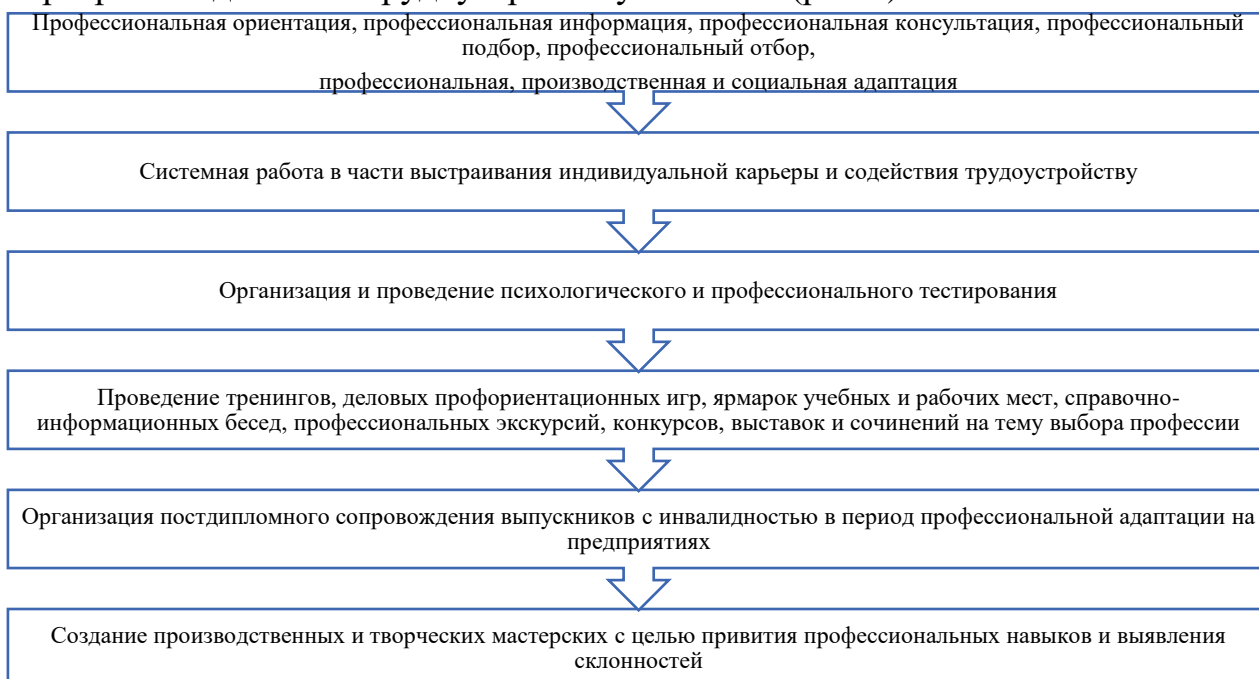 Профессиональная ориентация, профессиональная информация, профессиональная консультация, профессиональный
подбор, профессиональный отбор,
профессиональная, производственная и социальная адаптация
Системная работа в части выстраивания индивидуальной карьеры и содействия трудоустройству
Организация и проведение психологического и профессионального тестирования
Проведение тренингов, деловых профориентационных игр, ярмарок учебных и рабочих мест, справочно-
информационных бесед, профессиональных экскурсий, конкурсов, выставок и сочинений на тему выбора профессии
Организация постдипломного сопровождения выпускников с инвалидностью в период профессиональной адаптации на
предприятиях
Создание производственных и творческих мастерских с целью привития профессиональных навыков и выявления
склонностей